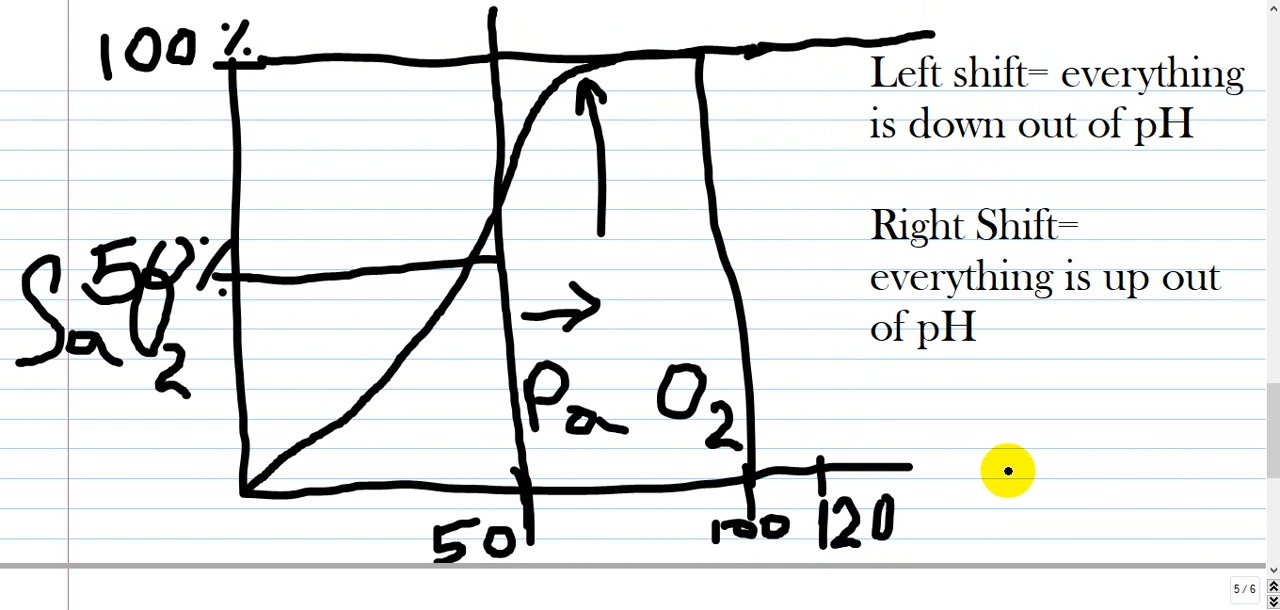 100%
Left shift= everything
is down out of pH
Right Shift=
everything is up out
of pH
50%
SaO2
PaO2
50
100
120
5 / 6